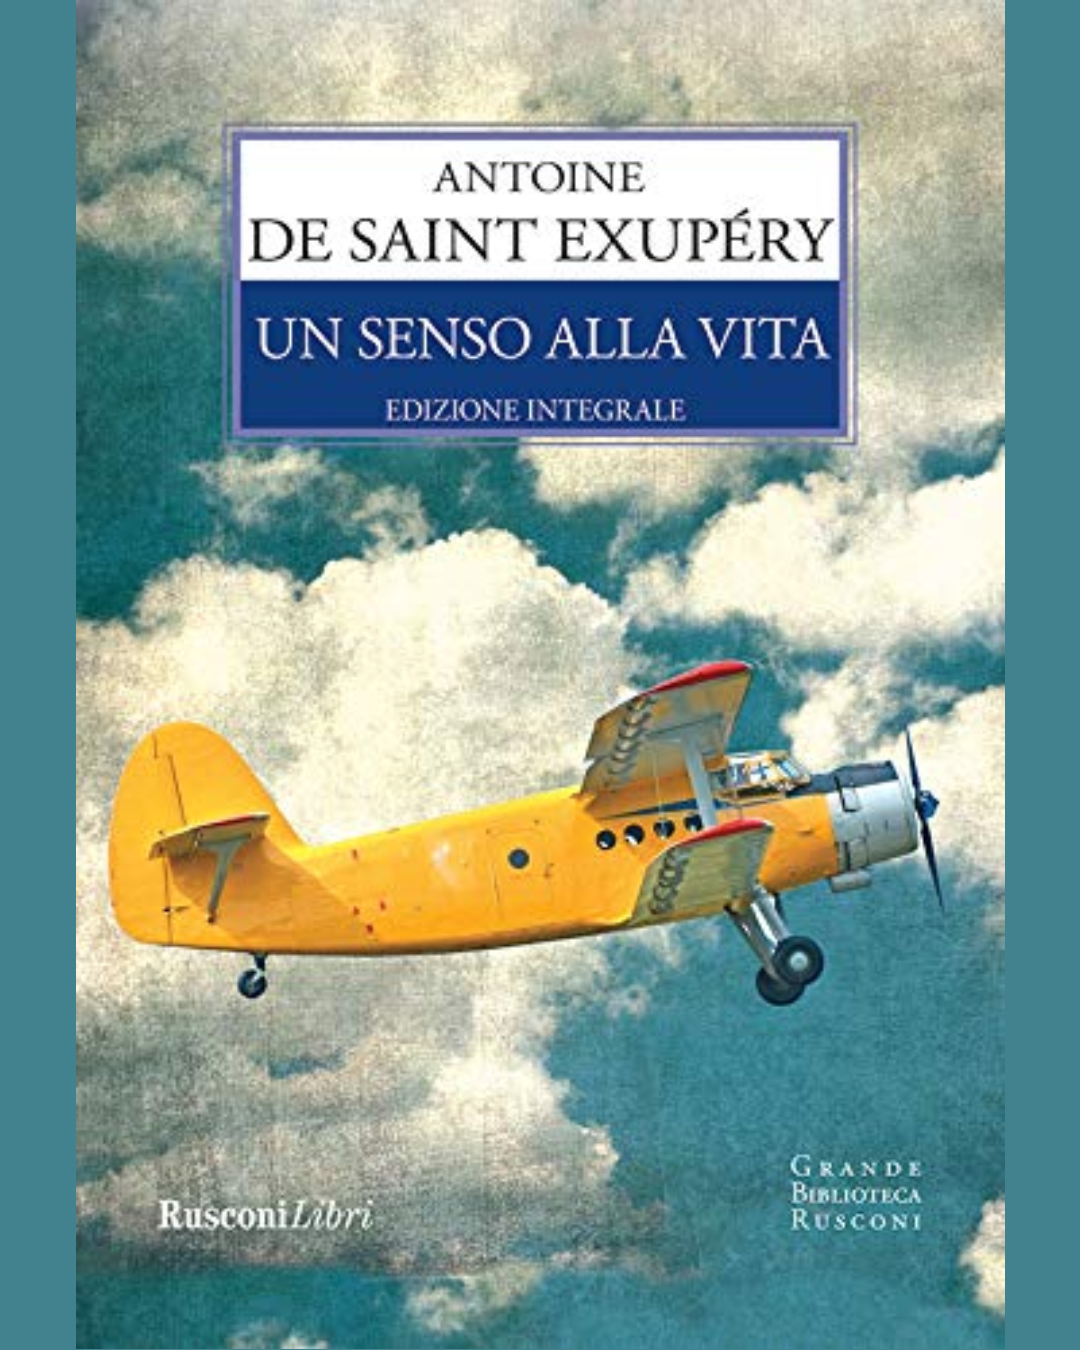 ANTOINE
DE SAINT EXUPÉRY
UN SENSO ALLA VITA
EDIZIONE INTEGRALE
RusconiLibri
GRANDE
BIBLIOTECA
RUSCONI